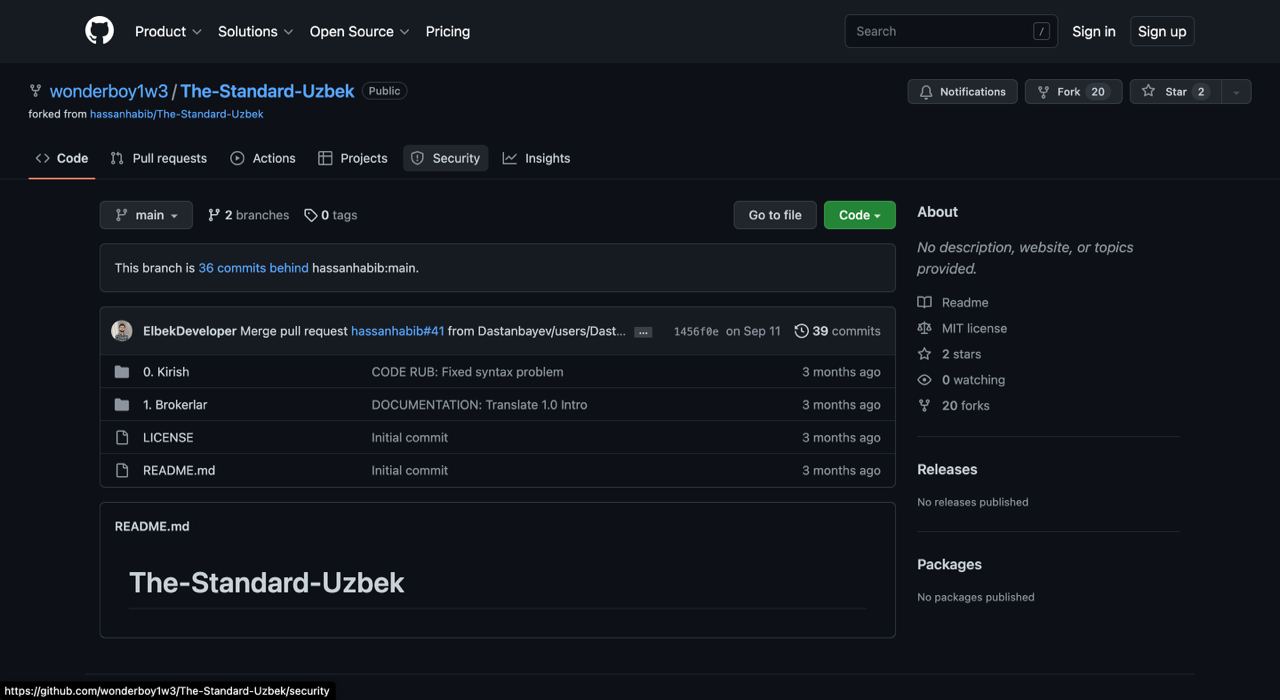 Product Solutions Open Source Pricing Search / Sign in Sign up
wonderboy1w3 / The-Standard-Uzbek Public Notifications Fork 20 Star 2
forked from hassanhabib/The-Standard-Uzbek
Code Pull requests Actions Projects Security Insights
main 2 branches 0 tags Go to file Code
This branch is 36 commits behind hassanhabib:main.
ElbekDeveloper Merge pull request hassanhabib#41 from Dastanbayev/users/Dast... ... 1456f0e on Sep 11 39 commits
0. Kirish CODE RUB: Fixed syntax problem 3 months ago
1. Brokerlar DOCUMENTATION: Translate 1.0 Intro 3 months ago
LICENSE Initial commit 3 months ago
README.md Initial commit 3 months ago
README.md
The-Standard-Uzbek
About
No description, website, or topics
provided.
Readme
MIT license
2 stars
0 watching
20 forks
Releases
No releases published
Packages
No packages published
https://github.com/wonderboy1w3/The-Standard-Uzbek/security